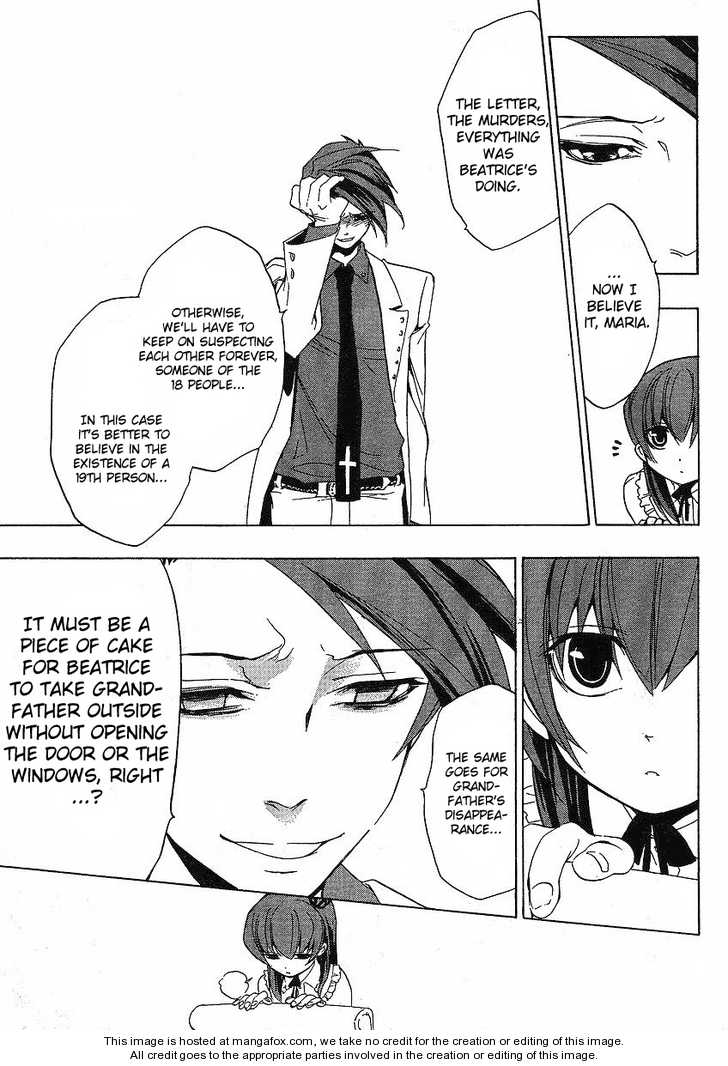 ...
NOW I
BELIEVE
IT, MARIA.
THE LETTER,
THE MURDERS,
EVERYTHING
WAS
BEATRICE'S
DOING.
OTHERWISE,
WE'LL HAVE TO
KEEP ON SUSPECTING
EACH OTHER FOREVER,
SOMEONE OF THE
18 PEOPLE...
IN THIS CASE
IT'S BETTER TO
BELIEVE IN THE
EXISTENCE OF A
19TH PERSON...
THE SAME
GOES FOR
GRAND-
FATHER'S
DISAPPEA-
RANCE...
IT MUST BE A
PIECE OF CAKE
FOR BEATRICE
TO TAKE GRAND-
FATHER OUTSIDE
WITHOUT OPENING
THE DOOR OR THE
WINDOWS, RIGHT
...?
This image is hosted at mangafox.com, we take no credit for the creation or editing of this image.
All credit goes to the appropriate parties involved in the creation or editing of this image.